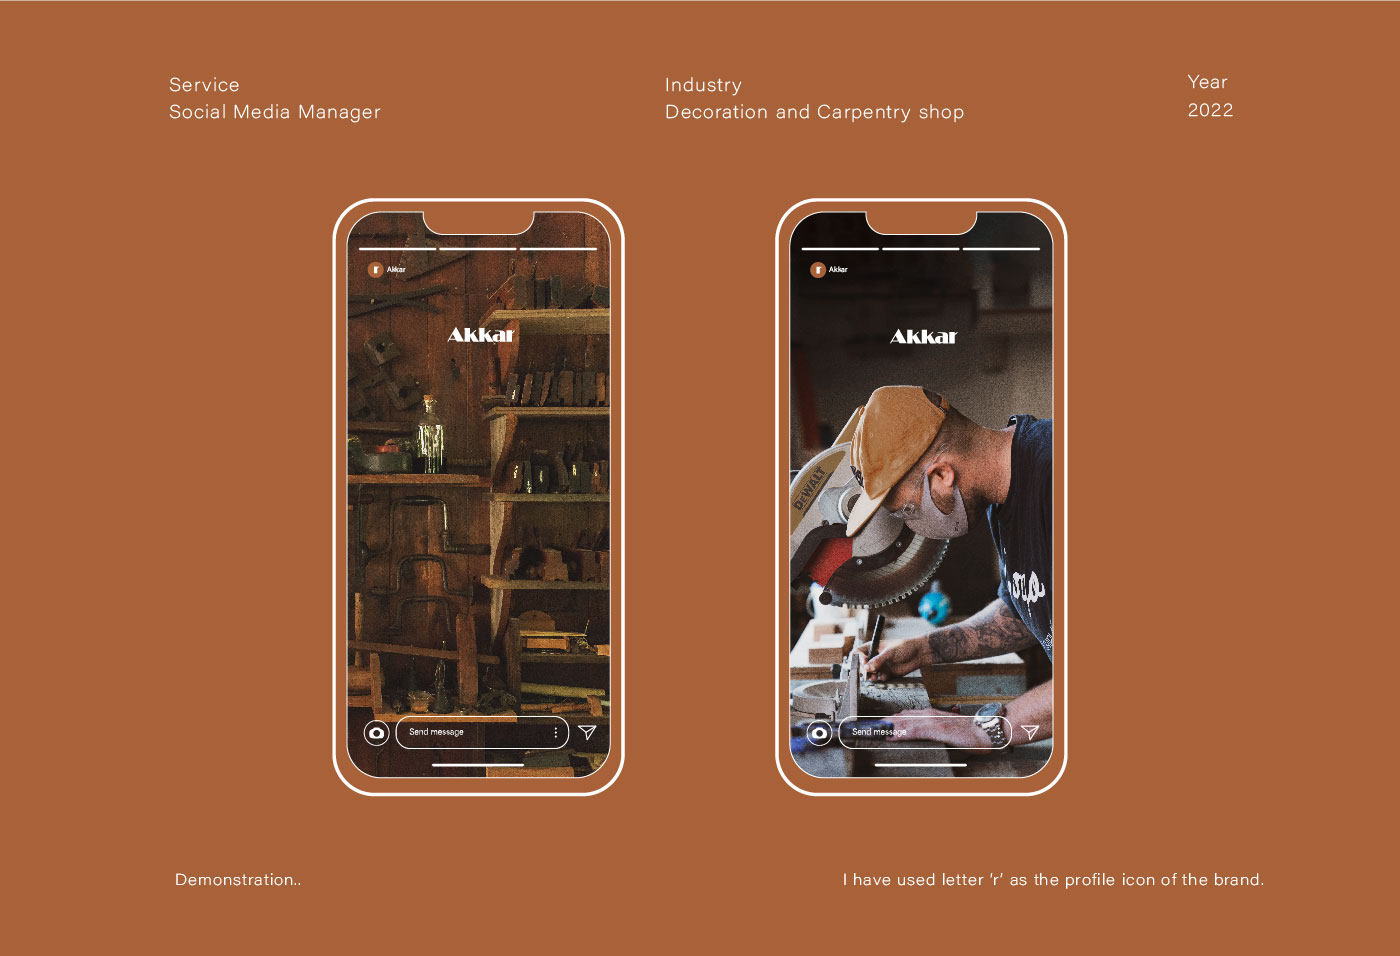 Service
Social Media Manager
Industry
Decoration and Carpentry shop
Year
2022
r Akkar
Akkar
Send message
r Akkar
Akkar
DEWALT
Send message
Demonstration..
I have used letter ‘r’ as the profile icon of the brand.